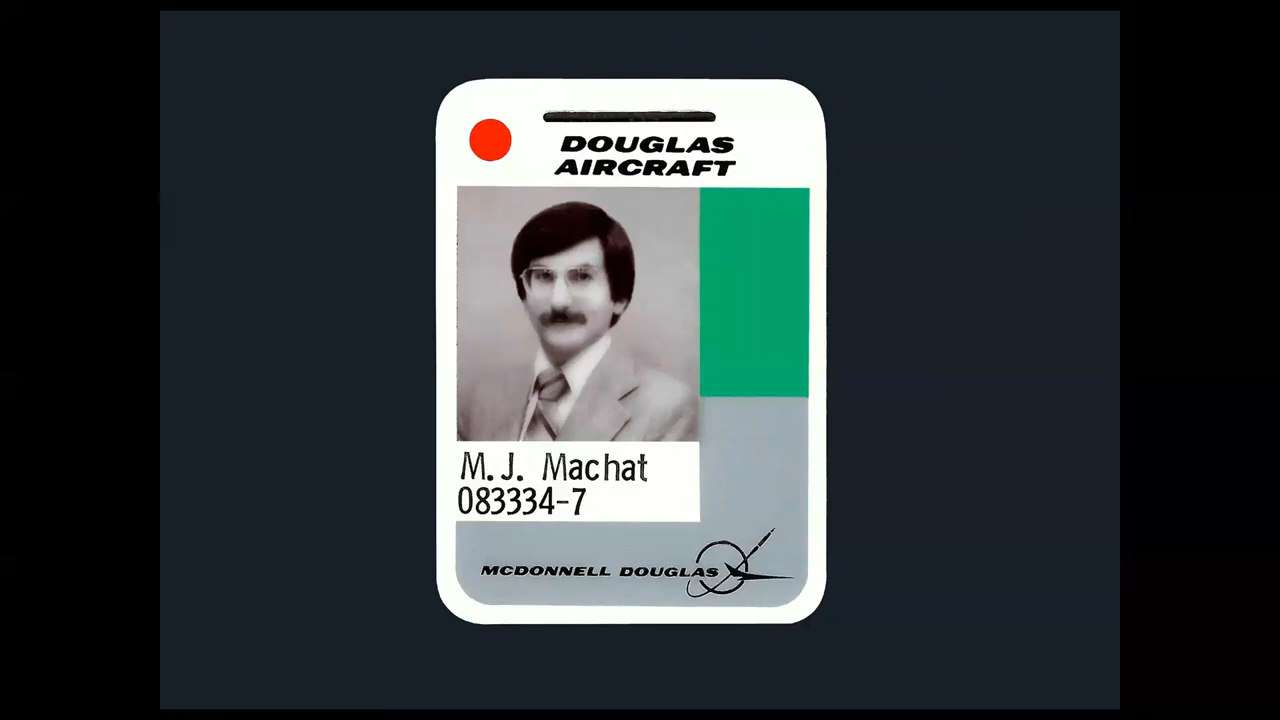 DOUGLAS
AIRCRAFT
M.J. Machat
083334-7
MCDONNELL DOUGLAS